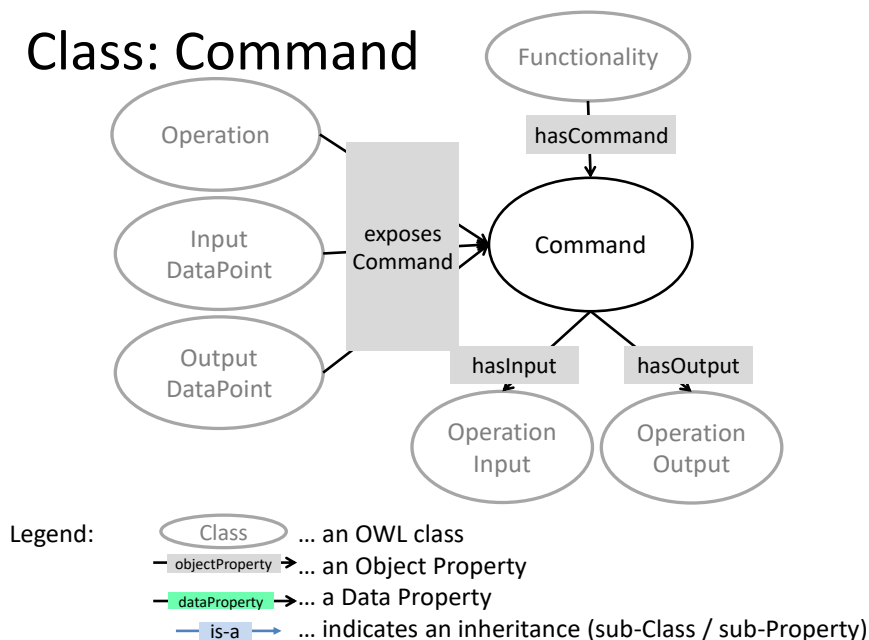 Class: Command
Functionality
Operation
hasCommand
Input
DataPoint
exposes
Command
Command
Output
DataPoint
hasInput
hasOutput
Operation
Input
Operation
Output
Legend:
Class
... an OWL class
objectProperty
... an Object Property
dataProperty
... a Data Property
is-a
... indicates an inheritance (sub-Class / sub-Property)